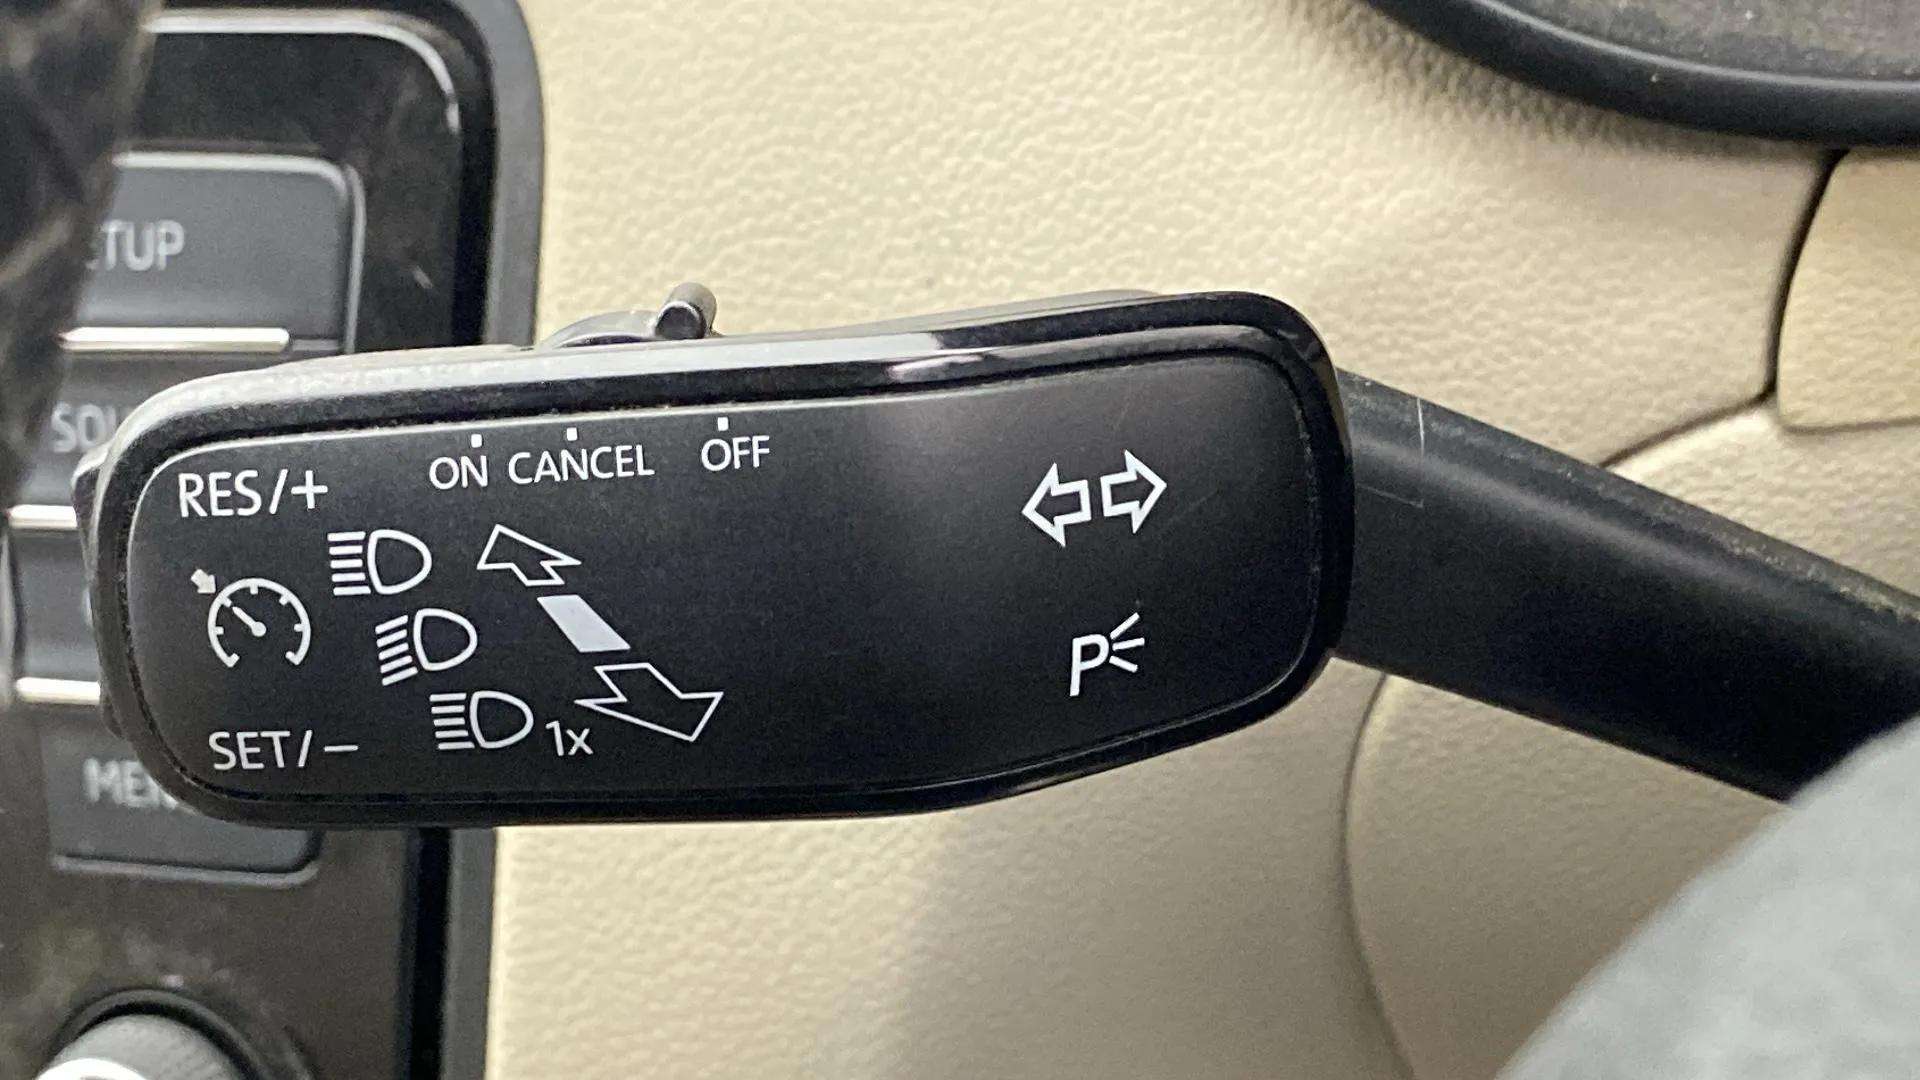 ON CANCEL OFF
RES/+
SET/−
1x
P